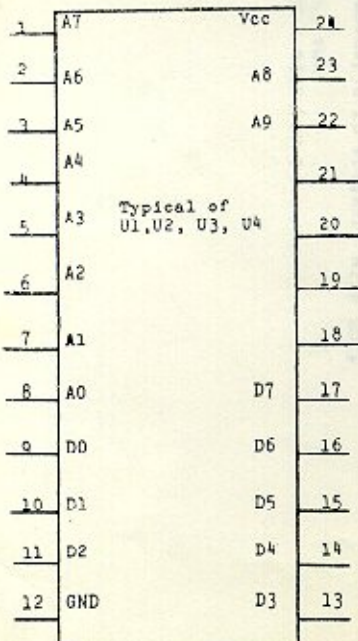 1 A7 Vcc 24
2 A6 A8 23
3 A5 A9 22
4 A4 21
5 A3 Typical of 20
U1,U2, U3, U4
6 A2 19
7 A1 18
8 A0 D7 17
9 D0 D6 16
10 D1 D5 15
11 D2 D4 14
12 GND D3 13